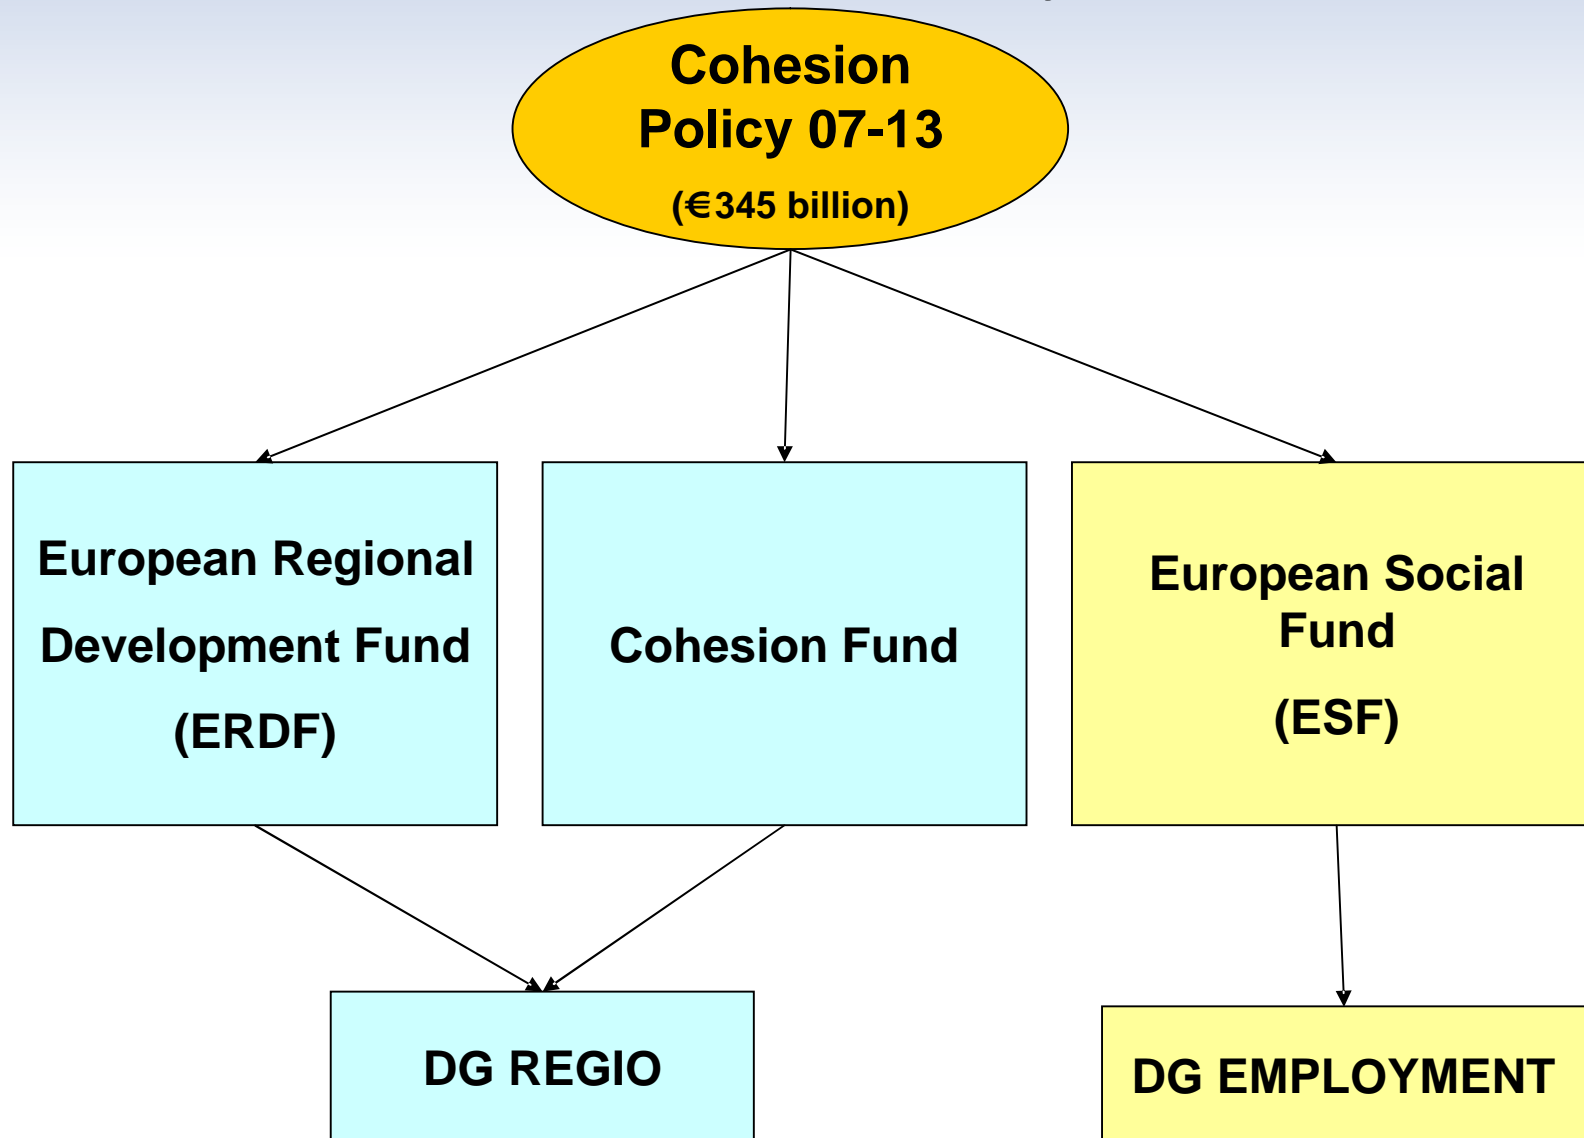 Cohesion
Policy 07-13
(€345 billion)
European Regional
Development Fund
(ERDF)
Cohesion Fund
European Social
Fund
(ESF)
DG REGIO
DG EMPLOYMENT